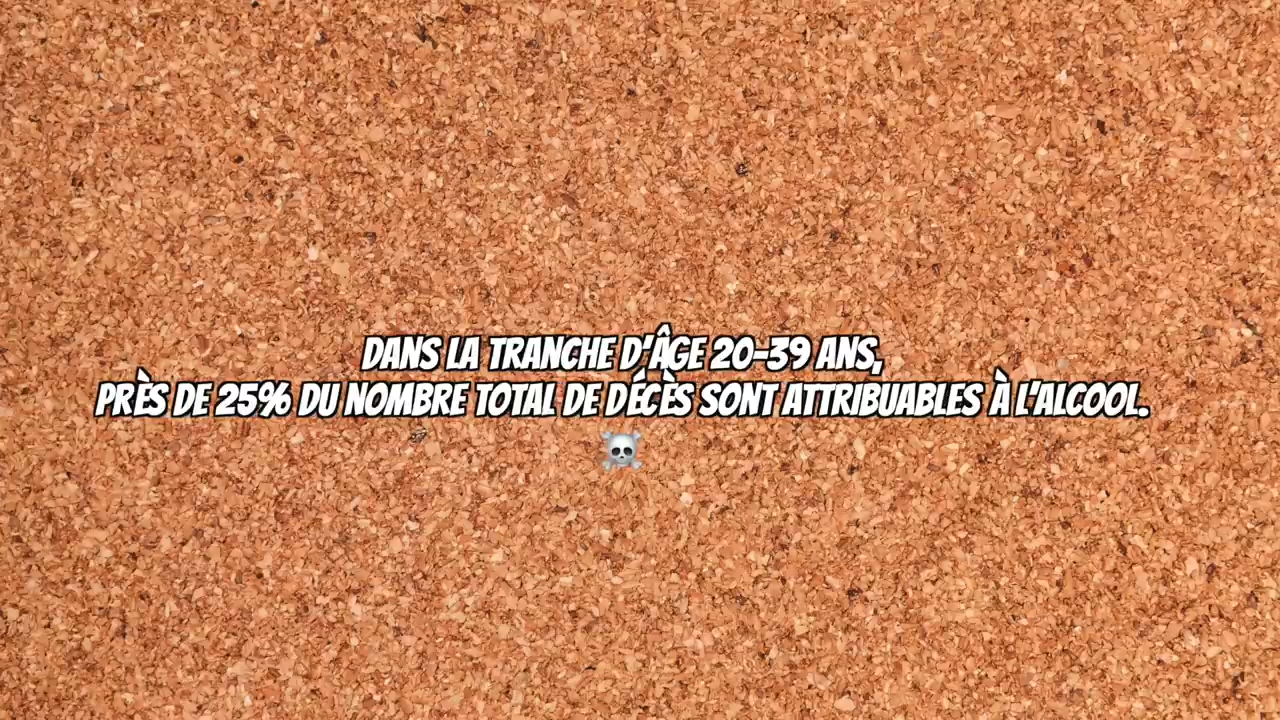 DANS LA TRANCHE D'ÂGE 20-39 ANS,
PRÈS DE 25% DU NOMBRE TOTAL DE DÉCÈS SONT ATTRIBUABLES À L'ALCOOL.
☠️